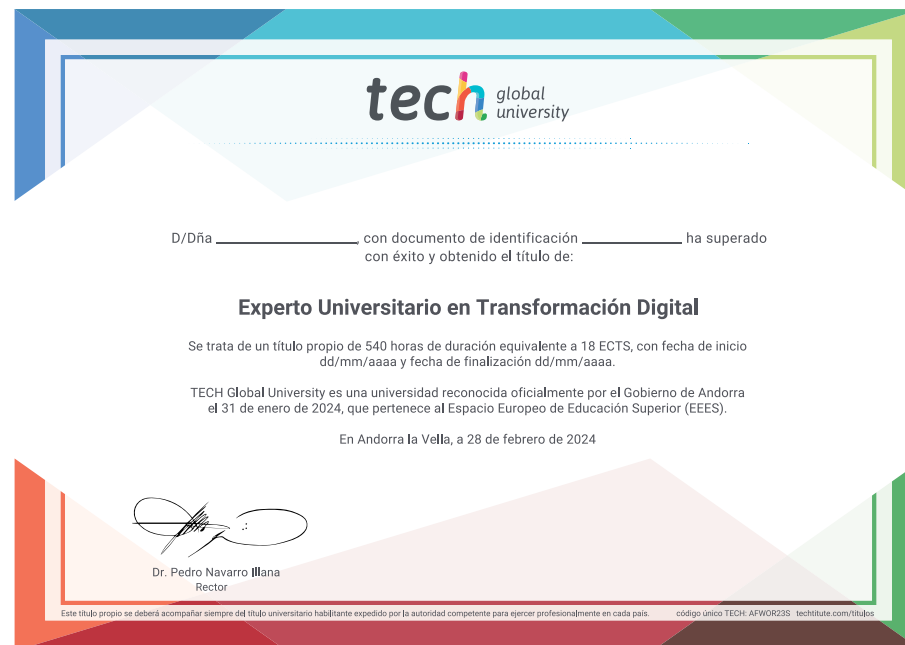 tech global university
D/Dña ____________________, con documento de identificación ______________ ha superado
con éxito y obtenido el título de:
Experto Universitario en Transformación Digital
Se trata de un título propio de 540 horas de duración equivalente a 18 ECTS, con fecha de inicio
dd/mm/aaaa y fecha de finalización dd/mm/aaaa.
TECH Global University es una universidad reconocida oficialmente por el Gobierno de Andorra
el 31 de enero de 2024, que pertenece al Espacio Europeo de Educación Superior (EEES).
En Andorra la Vella, a 28 de febrero de 2024
Dr. Pedro Navarro Illana
Rector
Este título propio se deberá acompañar siempre del título universitario habilitante expedido por la autoridad competente para ejercer profesionalmente en cada país. código único TECH: AFWOR23S techtitute.com/títulos